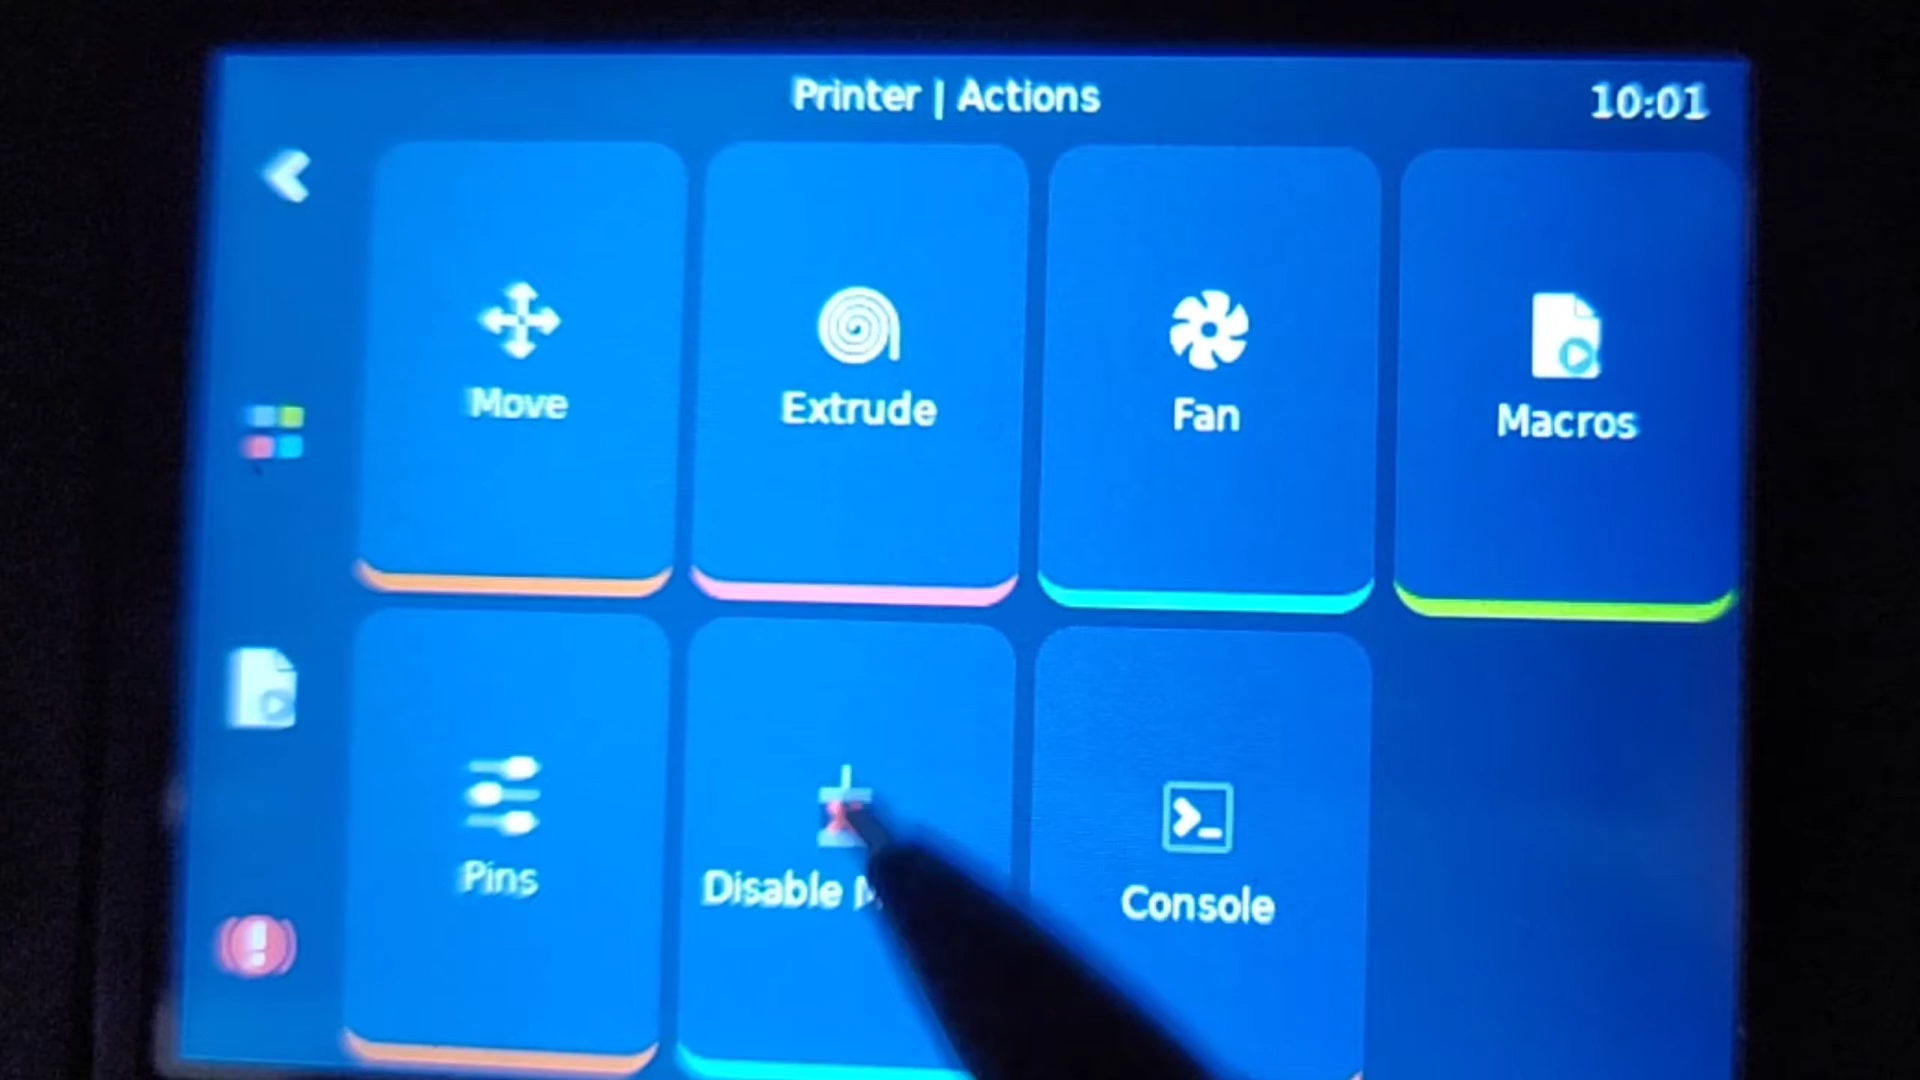 Printer | Actions
10:01
Move
Extrude
Fan
Macros
Pins
Disable
Console